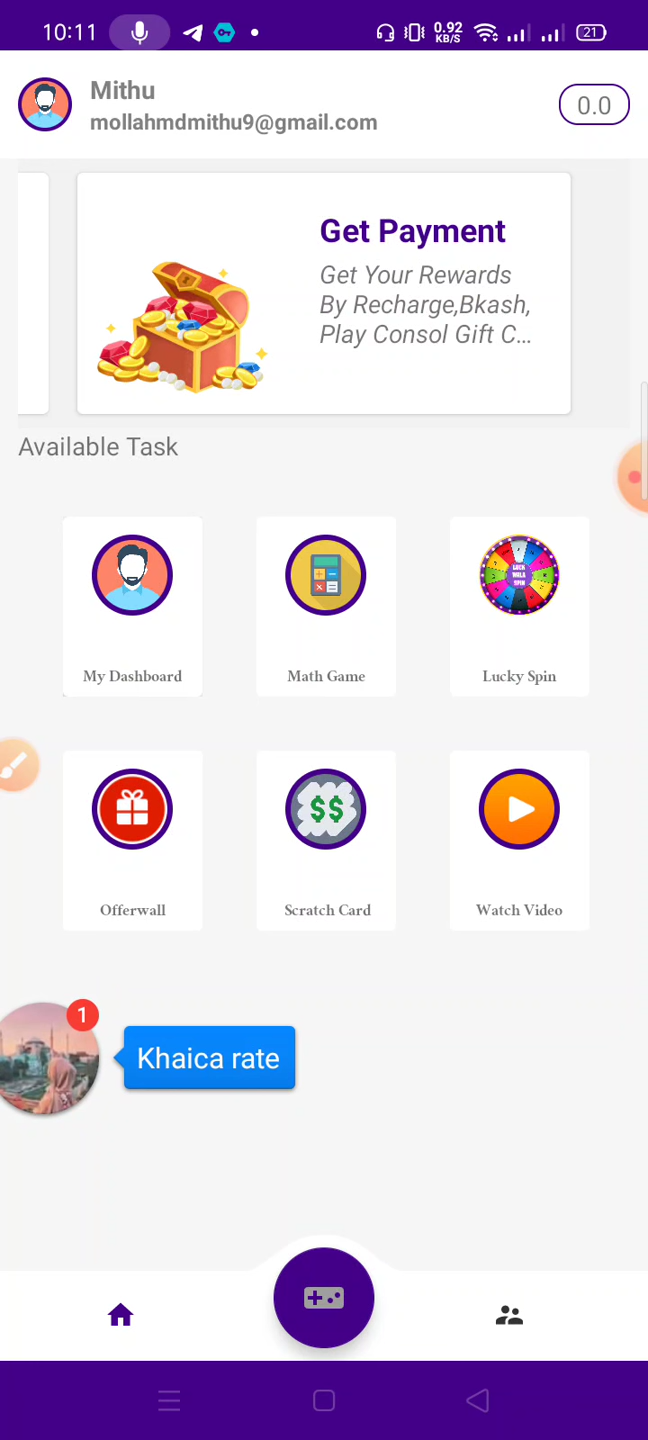 10:11
0.92
KB/S
21
Mithu
mollahmdmithu9@gmail.com
0.0
Get Payment
Get Your Rewards
By Recharge,Bkash,
Play Consol Gift C...
Available Task
My Dashboard
Math Game
Lucky Spin
Offerwall
$$
Scratch Card
Watch Video
1
Khaica rate